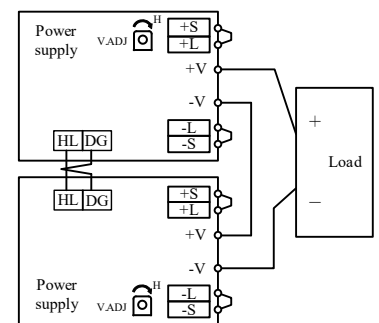 Power supply
V.ADJ
H
+S
+L
+V
-V
-L
-S
HL DG
HL DG
+S
+L
+V
-V
Power supply
V.ADJ
H
-L
-S
+
Load
−